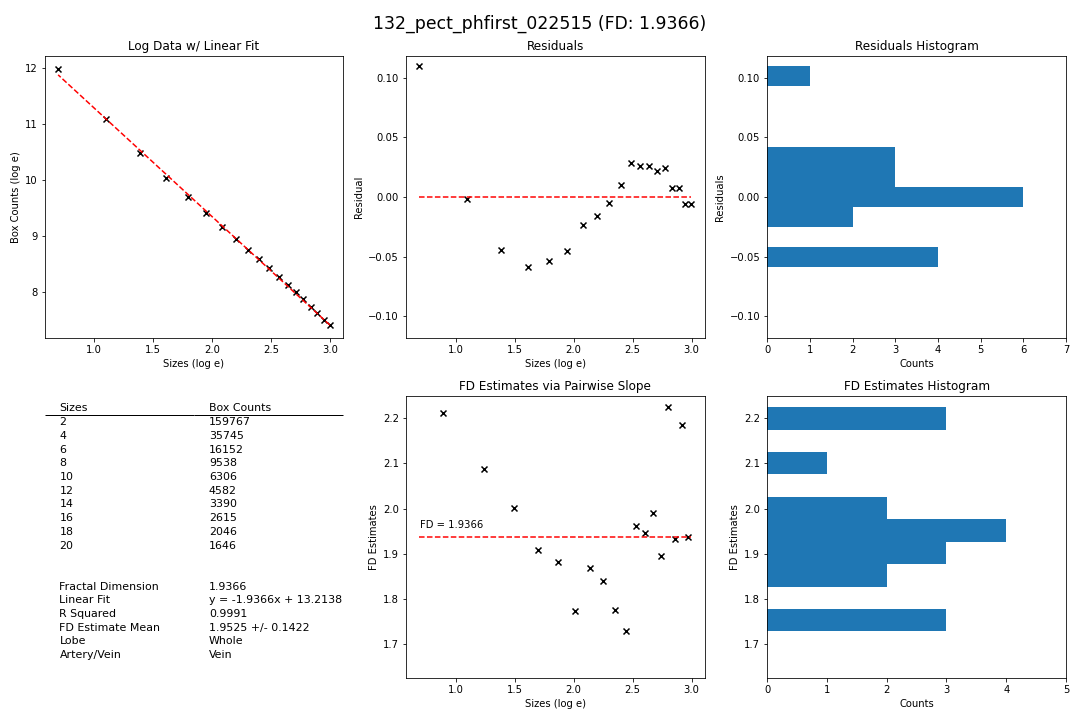 132_pect_phfirst_022515 (FD: 1.9366)
Log Data w/ Linear Fit
12
11
10
9
8
Box Counts (log e)
1.0 1.5 2.0 2.5 3.0
Sizes (log e)
Residuals
0.10
0.05
0.00
−0.05
−0.10
Residual
1.0 1.5 2.0 2.5 3.0
Sizes (log e)
Residuals Histogram
0.10
0.05
0.00
−0.05
−0.10
Residuals
0 1 2 3 4 5 6 7
Counts
Sizes Box Counts
2 159767
4 35745
6 16152
8 9538
10 6306
12 4582
14 3390
16 2615
18 2046
20 1646
Fractal Dimension 1.9366
Linear Fit y = -1.9366x + 13.2138
R Squared 0.9991
FD Estimate Mean 1.9525 +/- 0.1422
Lobe Whole
Artery/Vein Vein
FD Estimates via Pairwise Slope
2.2
2.1
2.0
1.9
1.8
1.7
FD Estimates
FD = 1.9366
1.0 1.5 2.0 2.5 3.0
Sizes (log e)
FD Estimates Histogram
2.2
2.1
2.0
1.9
1.8
1.7
FD Estimates
0 1 2 3 4 5
Counts